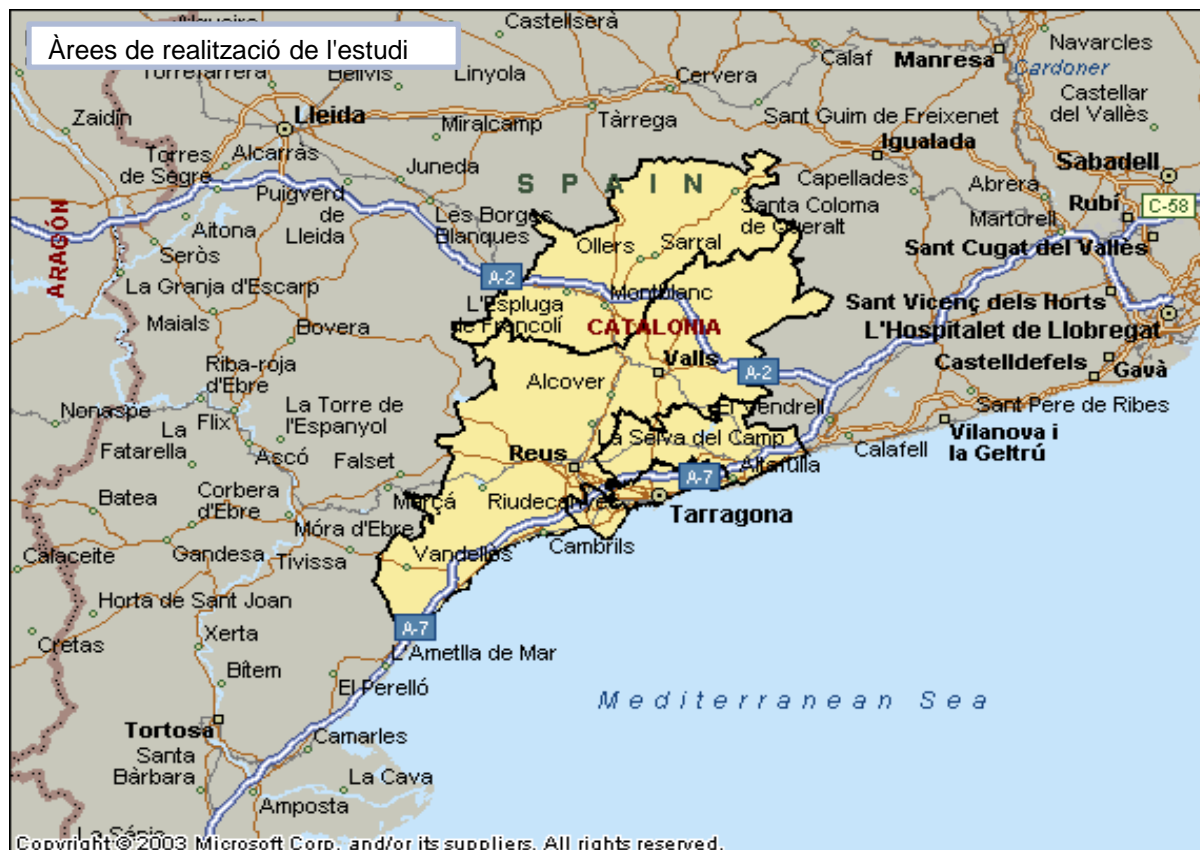 Àrees de realització de l'estudi
Castellserà
Navarcles
Calaf
Manresa
Cardoner
Bellvis
Linyola
Cervera
Castellar
del Vallès
Zaidín
Lleida
Miralcamp
Tàrrega
Sant Guim de Freixenet
Igualada
Torres
de Segre
Alcarràs
Juneda
SPAIN
Capellades
Abrera
Sabadell
Rubí
C-58
Puigverd
de
Lleida
Les Borges
Blanques
Santa Coloma
de Queralt
Martorell
ARAGÓN
Aitona
Seròs
Ollers
Sarral
Sant Cugat del Vallès
La Granja d'Escarp
A-2
L'Espluga
de Francolí
Montblanc
Sant Vicenç dels Horts
Maials
Bovera
CATALONIA
L'Hospitalet de Llobregat
Riba-roja
d'Ebre
Alcover
Valls
A-2
Castelldefels
Gavà
Nonaspe
La
Fatarella
Flix
La Torre de
l'Espanyol
El Vendrell
Sant Pere de Ribes
Ascó
Falset
Reus
La Selva del Camp
Calafell
Vilanova i
la Geltrú
Batea
Corbera
d'Ebre
Marçá
Riudecanyes
A-7
Altafulla
Móra d'Ebre
Tarragona
Calaceite
Gandesa
Tivissa
Vandellòs
Cambrils
Horta de Sant Joan
A-7
Cretas
Xerta
L'Ametlla de Mar
Bítem
El Perelló
Mediterranean Sea
Tortosa
Camarles
Santa
Bàrbara
La Cava
Amposta
La Sénia
Copyright © 2003 Microsoft Corp. and/or its suppliers. All rights reserved.